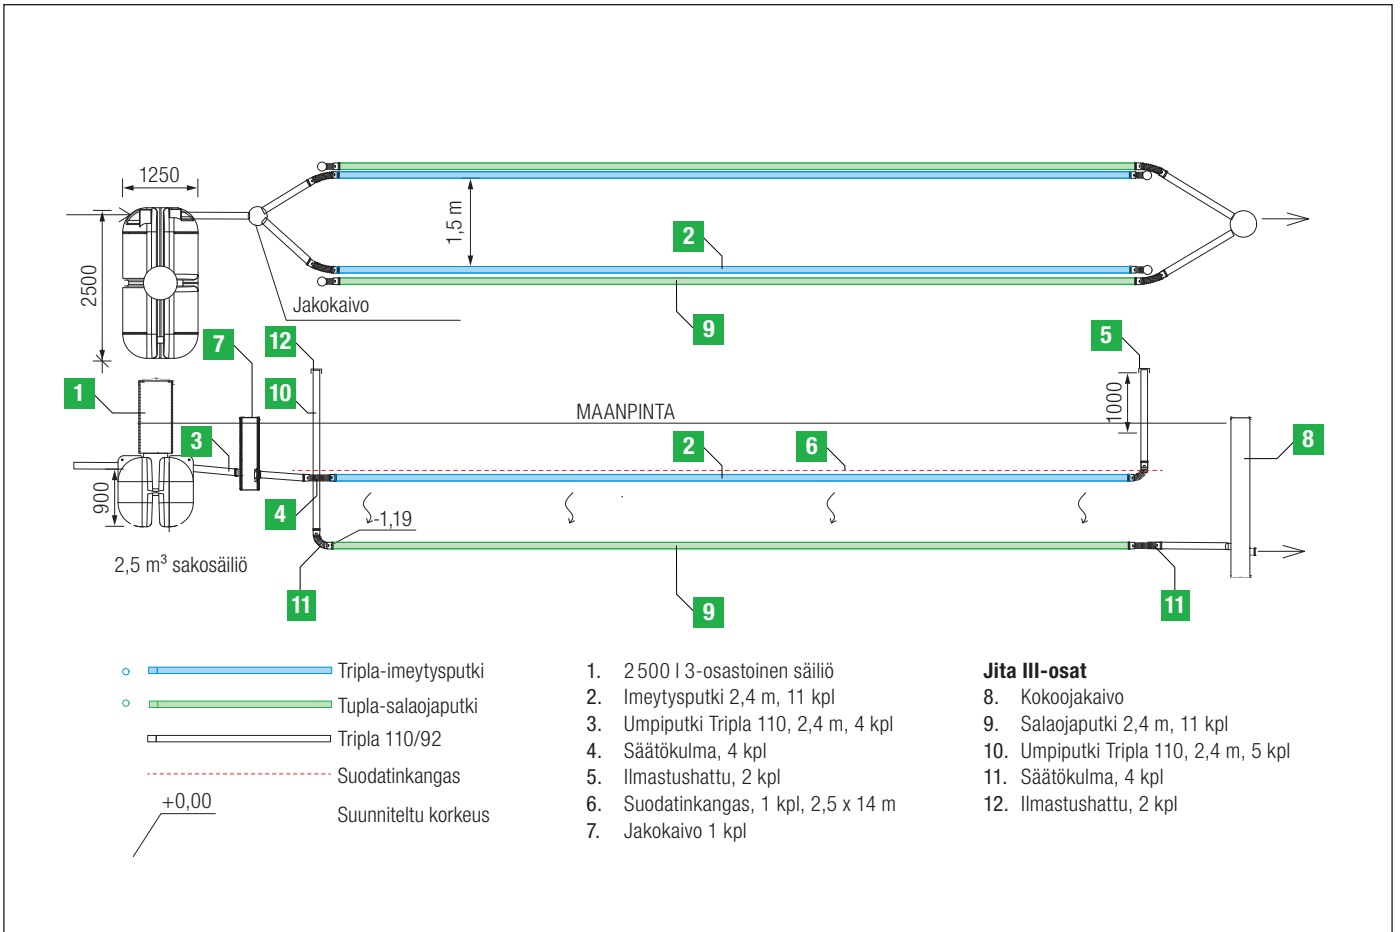 1250
2500
1,5 m
2
Jakokaivo
9
7
12
5
1
10
1000
MAANPINTA
3
2
6
8
900
4
-1,19
2,5 m³ sakosäiliö
11
9
11
Tripla-imeytysputki
Tupla-salaojaputki
Tripla 110/92
Suodatinkangas
+0,00
Suunniteltu korkeus
1. 2 500 l 3-osastoinen säiliö
2. Imeytysputki 2,4 m, 11 kpl
3. Umpiputki Tripla 110, 2,4 m, 4 kpl
4. Säätökulma, 4 kpl
5. Ilmastushattu, 2 kpl
6. Suodatinkangas, 1 kpl, 2,5 x 14 m
7. Jakokaivo 1 kpl
Jita III-osat
8. Kokoojakaivo
9. Salaojaputki 2,4 m, 11 kpl
10. Umpiputki Tripla 110, 2,4 m, 5 kpl
11. Säätökulma, 4 kpl
12. Ilmastushattu, 2 kpl